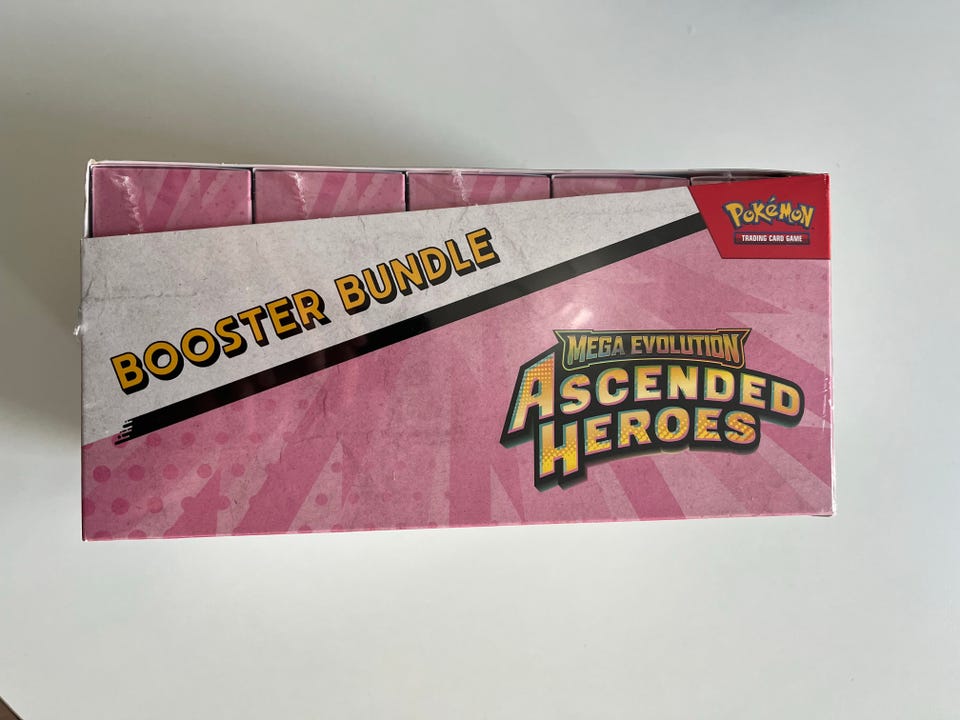 BOOSTER BUNDLE
POKéMON
TRADING CARD GAME
MEGA EVOLUTION
ASCENDED
HEROES